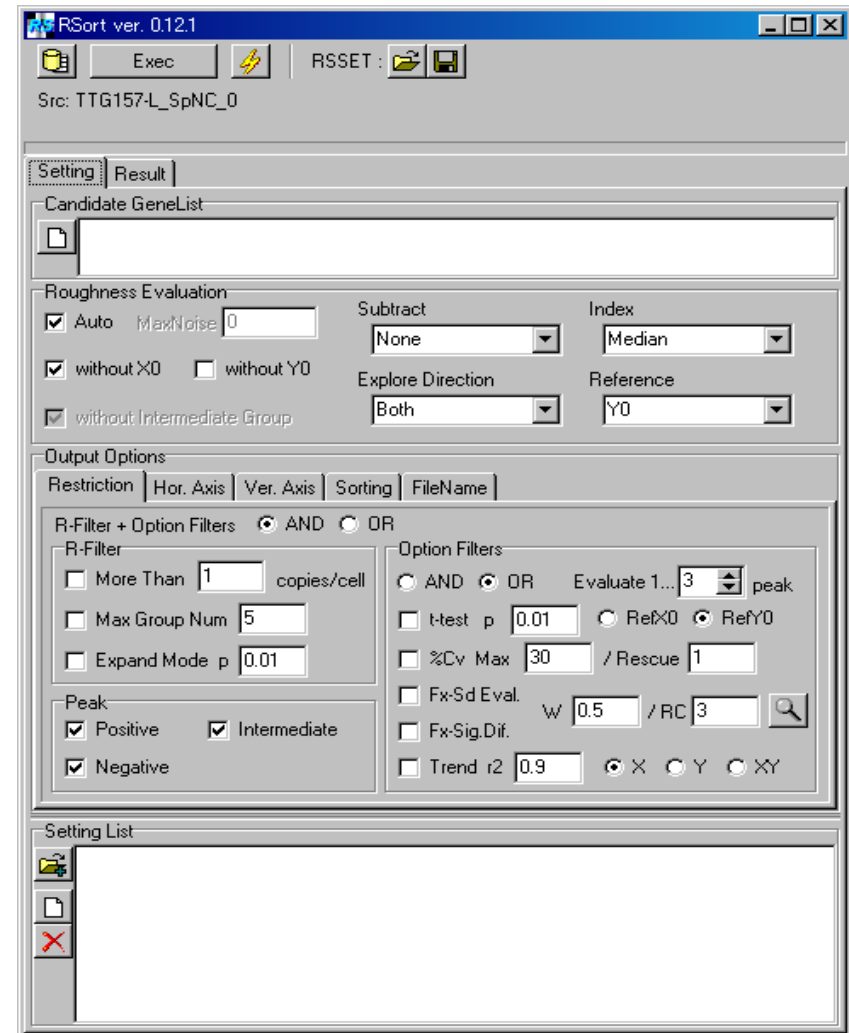 RSort ver. 0.12.1
Exec RSSET :
Src: TTG157-L_SpNC_0
Setting Result
Candidate GeneList
Roughness Evaluation
Auto MaxNoise 0
Subtract
None
Index
Median
without X0 without Y0
Explore Direction
Both
Reference
Y0
without Intermediate Group
Output Options
Restriction Hor. Axis Ver. Axis Sorting FileName
R-Filter + Option Filters AND OR
R-Filter
More Than 1 copies/cell
Max Group Num 5
Expand Mode p 0.01
Peak
Positive Intermediate
Negative
Option Filters
AND OR Evaluate 1... 3 peak
t-test p 0.01 RefX0 RefY0
%Cv Max 30 / Rescue 1
Fx-Sd Eval.
W 0.5 / RC 3
Fx-Sig.Dif.
Trend r2 0.9 X Y XY
Setting List